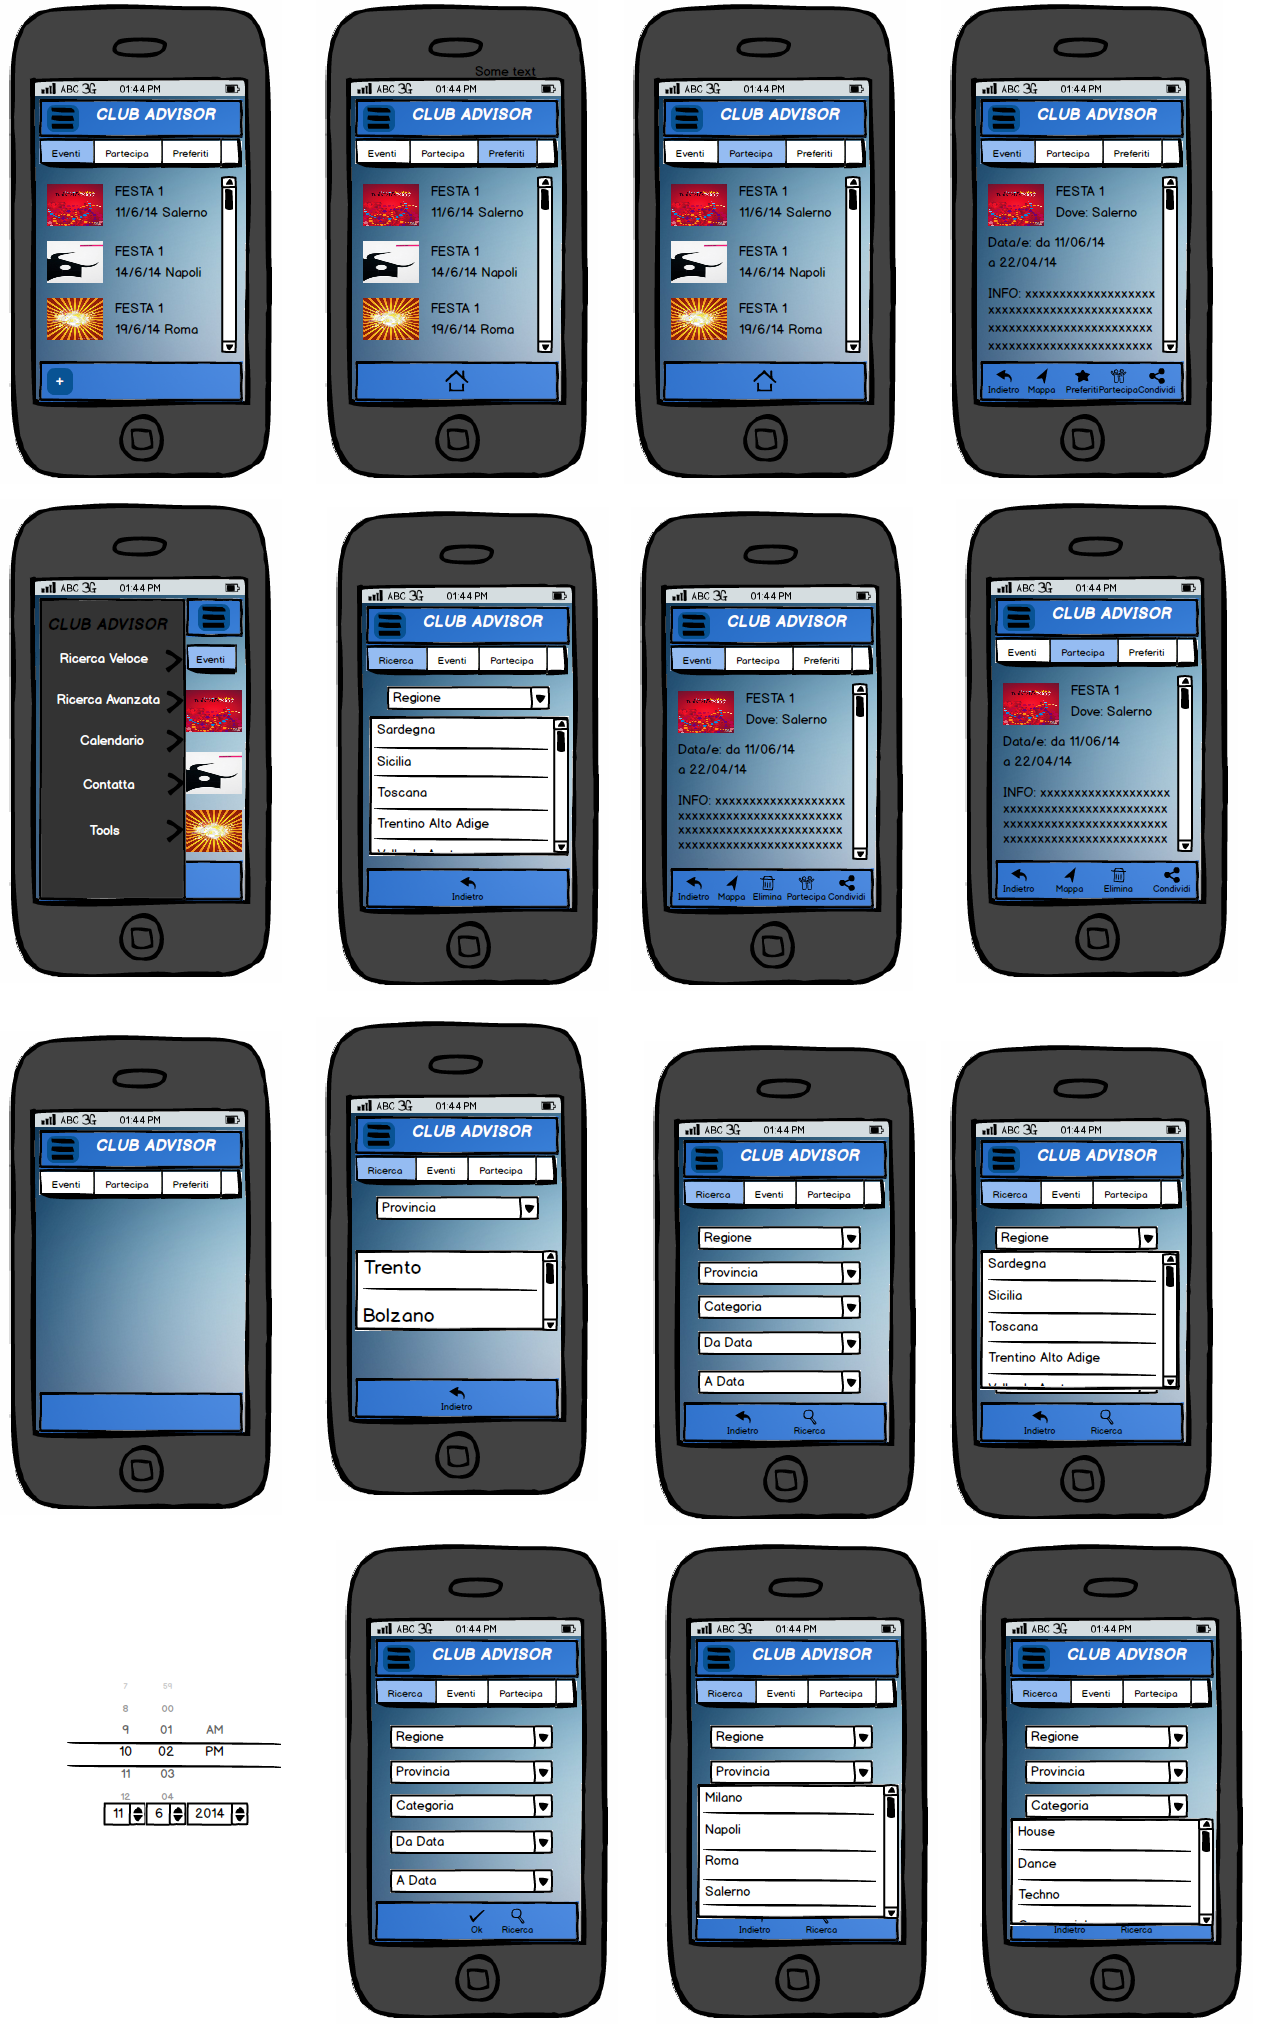 ABC 3G 01:44 PM
CLUB ADVISOR
Eventi Partecipa Preferiti
FESTA 1
11/6/14 Salerno
FESTA 1
14/6/14 Napoli
FESTA 1
19/6/14 Roma
+
Some text
ABC 3G 01:44 PM
CLUB ADVISOR
Eventi Partecipa Preferiti
FESTA 1
11/6/14 Salerno
FESTA 1
14/6/14 Napoli
FESTA 1
19/6/14 Roma
ABC 3G 01:44 PM
CLUB ADVISOR
Eventi Partecipa Preferiti
FESTA 1
11/6/14 Salerno
FESTA 1
14/6/14 Napoli
FESTA 1
19/6/14 Roma
ABC 3G 01:44 PM
CLUB ADVISOR
Eventi Partecipa Preferiti
FESTA 1
Dove: Salerno
Data/e: da 11/06/14
a 22/04/14
INFO: xxxxxxxxxxxxxxxxxxx
xxxxxxxxxxxxxxxxxxxxxxxx
xxxxxxxxxxxxxxxxxxxxxxxx
xxxxxxxxxxxxxxxxxxxxxxxx
Indietro Mappa Preferiti Partecipa Condividi
ABC 3G 01:44 PM
CLUB ADVISOR
Ricerca Veloce
Eventi
Ricerca Avanzata
Calendario
Contatta
Tools
ABC 3G 01:44 PM
CLUB ADVISOR
Ricerca Eventi Partecipa
Regione
Sardegna
Sicilia
Toscana
Trentino Alto Adige
Indietro
ABC 3G 01:44 PM
CLUB ADVISOR
Eventi Partecipa Preferiti
FESTA 1
Dove: Salerno
Data/e: da 11/06/14
a 22/04/14
INFO: xxxxxxxxxxxxxxxxxxx
xxxxxxxxxxxxxxxxxxxxxxxx
xxxxxxxxxxxxxxxxxxxxxxxx
xxxxxxxxxxxxxxxxxxxxxxxx
Indietro Mappa Elimina Partecipa Condividi
ABC 3G 01:44 PM
CLUB ADVISOR
Eventi Partecipa Preferiti
FESTA 1
Dove: Salerno
Data/e: da 11/06/14
a 22/04/14
INFO: xxxxxxxxxxxxxxxxxxx
xxxxxxxxxxxxxxxxxxxxxxxx
xxxxxxxxxxxxxxxxxxxxxxxx
xxxxxxxxxxxxxxxxxxxxxxxx
Indietro Mappa Elimina Condividi
ABC 3G 01:44 PM
CLUB ADVISOR
Eventi Partecipa Preferiti
ABC 3G 01:44 PM
CLUB ADVISOR
Ricerca Eventi Partecipa
Provincia
Trento
Bolzano
Indietro
ABC 3G 01:44 PM
CLUB ADVISOR
Ricerca Eventi Partecipa
Regione
Provincia
Categoria
Da Data
A Data
Indietro Ricerca
ABC 3G 01:44 PM
CLUB ADVISOR
Ricerca Eventi Partecipa
Regione
Sardegna
Sicilia
Toscana
Trentino Alto Adige
Indietro Ricerca
7 59
8 00
9 01 AM
10 02 PM
11 03
12 04
11 6 2014
ABC 3G 01:44 PM
CLUB ADVISOR
Ricerca Eventi Partecipa
Regione
Provincia
Categoria
Da Data
A Data
Ok Ricerca
ABC 3G 01:44 PM
CLUB ADVISOR
Ricerca Eventi Partecipa
Regione
Provincia
Milano
Napoli
Roma
Salerno
Indietro Ricerca
ABC 3G 01:44 PM
CLUB ADVISOR
Ricerca Eventi Partecipa
Regione
Provincia
Categoria
House
Dance
Techno
Indietro Ricerca